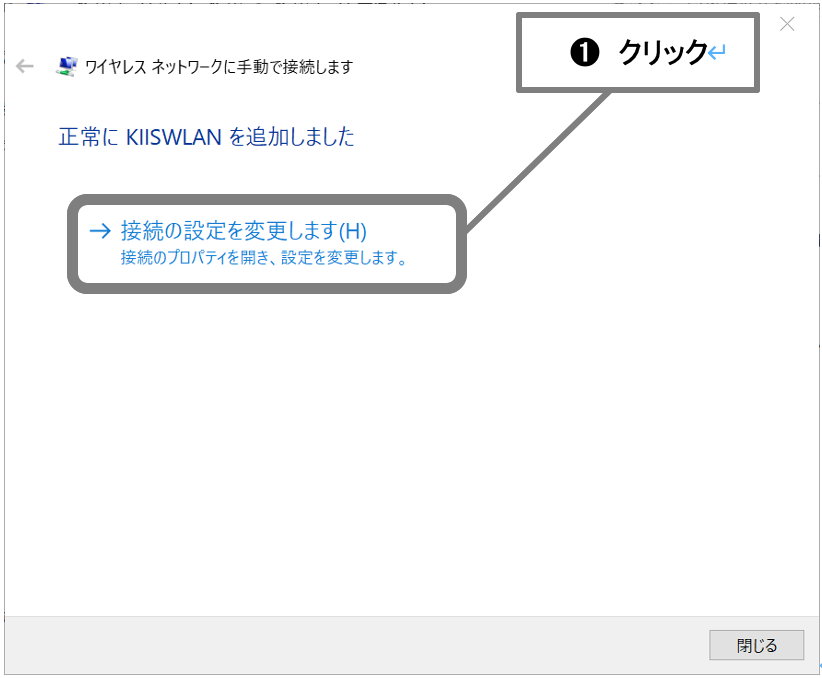 ❶ クリック↵
ワイヤレス ネットワークに手動で接続します
正常に KIISWLAN を追加しました
→ 接続の設定を変更します(H)
接続のプロパティを開き、設定を変更します。
閉じる